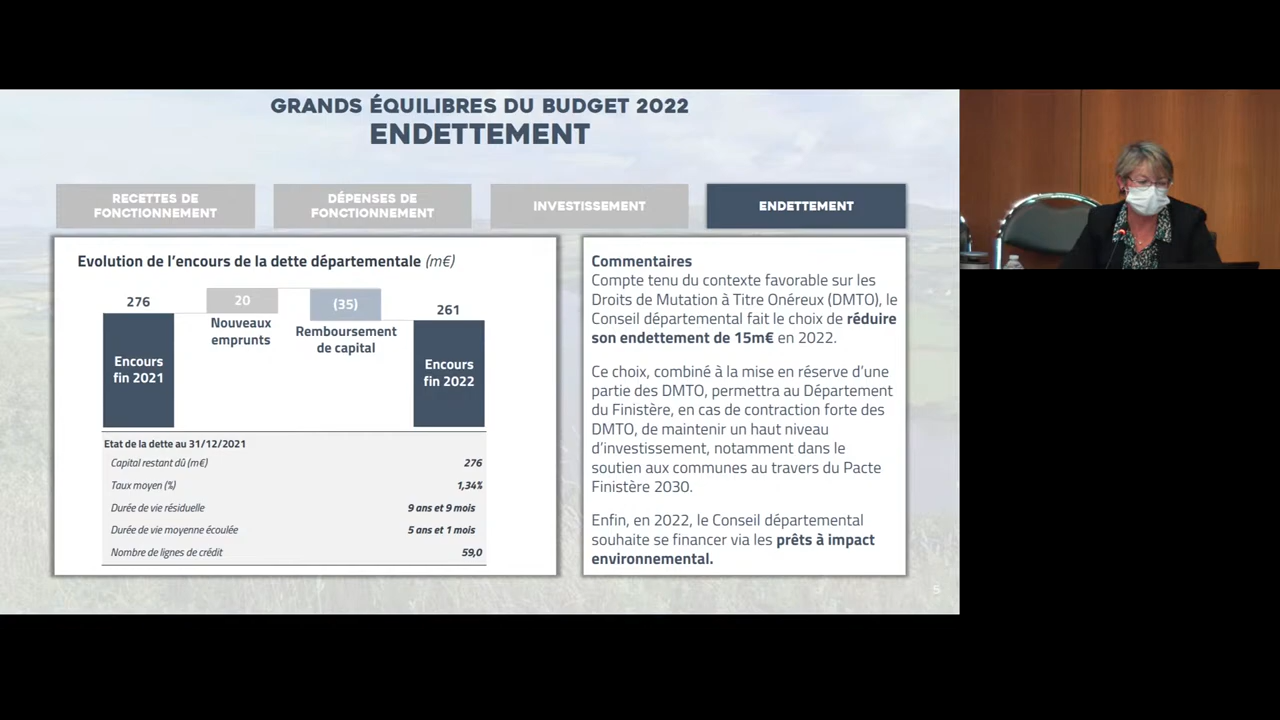 GRANDS ÉQUILIBRES DU BUDGET 2022
ENDETTEMENT
RECETTES DE
FONCTIONNEMENT
DÉPENSES DE
FONCTIONNEMENT
INVESTISSEMENT
ENDETTEMENT
Evolution de l'encours de la dette départementale (m€)
276
20
(35)
261
Nouveaux
emprunts
Remboursement
de capital
Encours
fin 2021
Encours
fin 2022
Etat de la dette au 31/12/2021
Capital restant dû (m€) 276
Taux moyen (%) 1,34%
Durée de vie résiduelle 9 ans et 9 mois
Durée de vie moyenne écoulée 5 ans et 1 mois
Nombre de lignes de crédit 59,0
Commentaires
Compte tenu du contexte favorable sur les
Droits de Mutation à Titre Onéreux (DMTO), le
Conseil départemental fait le choix de réduire
son endettement de 15m€ en 2022.
Ce choix, combiné à la mise en réserve d'une
partie des DMTO, permettra au Département
du Finistère, en cas de contraction forte des
DMTO, de maintenir un haut niveau
d'investissement, notamment dans le
soutien aux communes au travers du Pacte
Finistère 2030.
Enfin, en 2022, le Conseil départemental
souhaite se financer via les prêts à impact
environnemental.
5